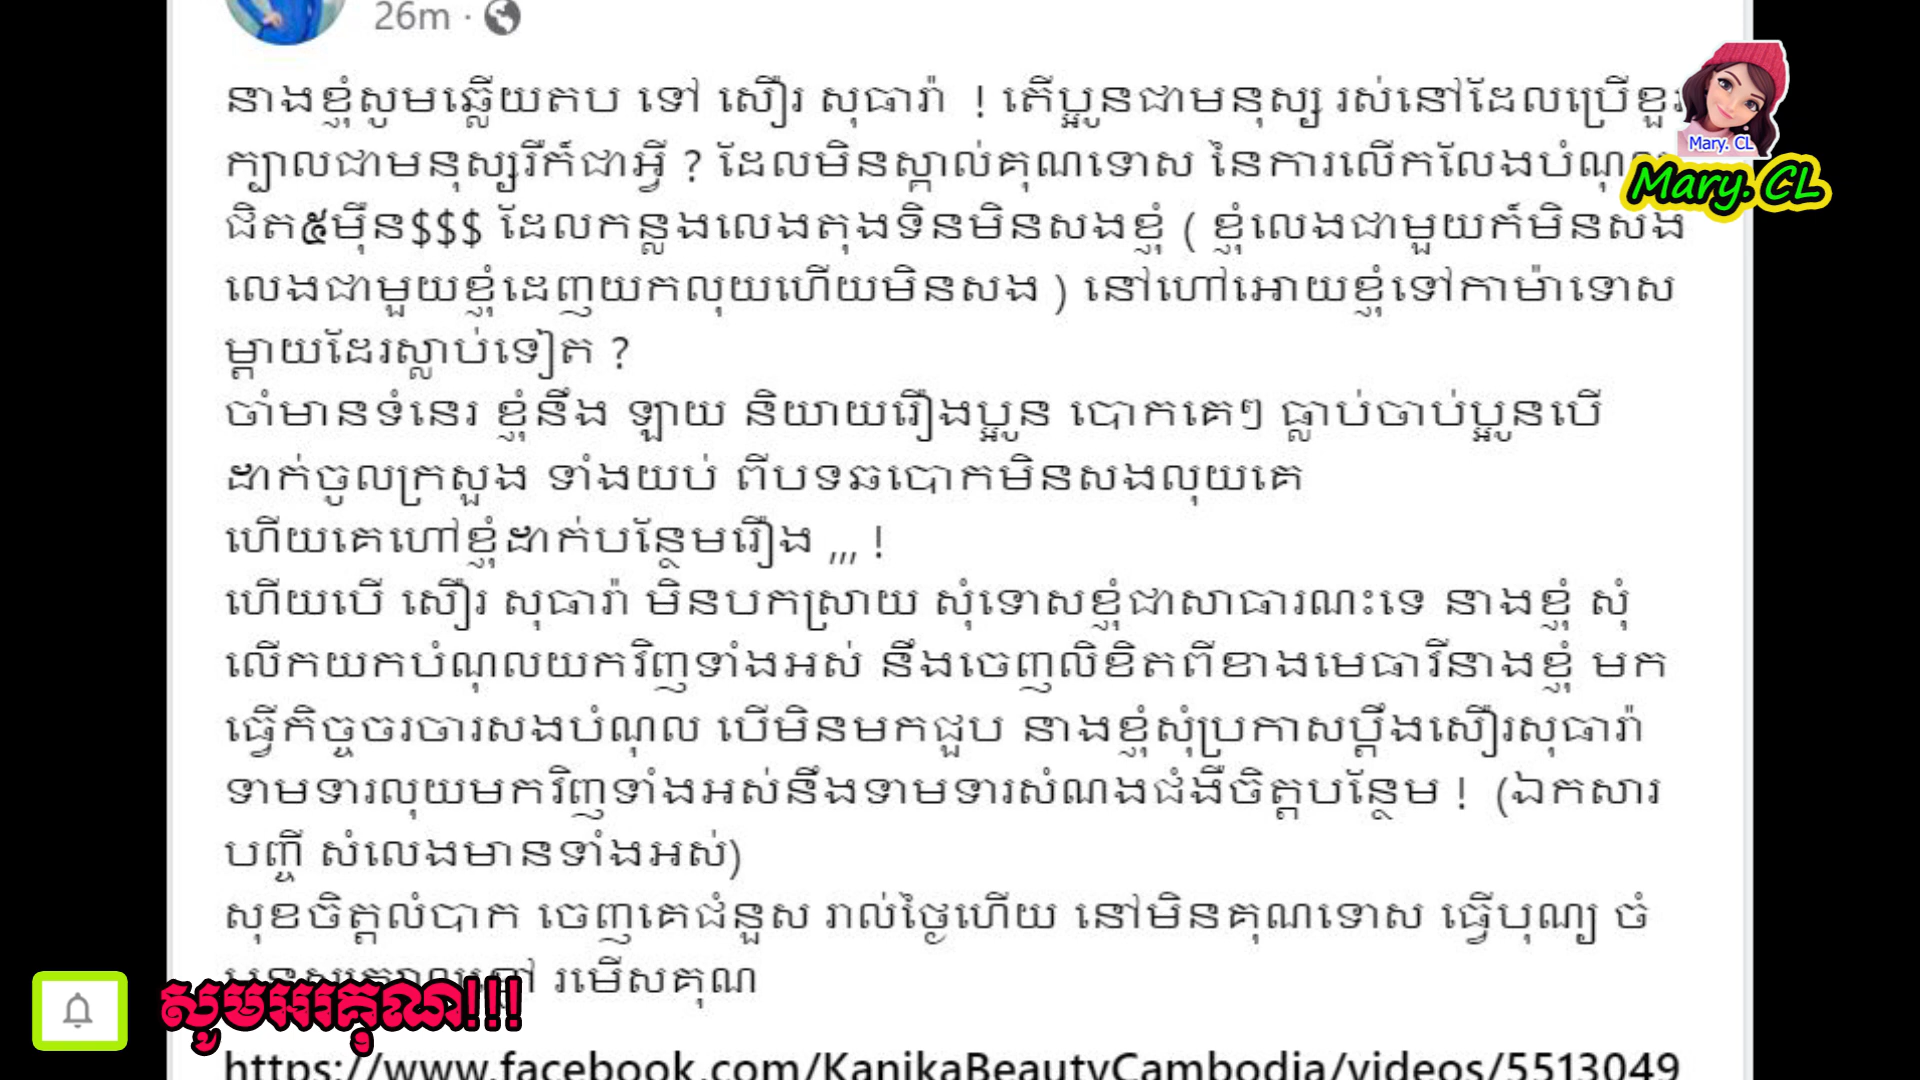 26m ·
នាងខ្ញុំសូមឆ្លើយតប ទៅ សឿរ សុធារ៉ា ! តើប្អូនជាមនុស្ស រស់នៅដែលប្រើខួរ
ក្បាលជាមនុស្សរឺក៍ជាអ្វី ? ដែលមិនស្គាល់គុណទោស នៃការលើកលែងបំណុល
ជិត៥ម៉ឺន$$$ ដែលកន្លងលេងតុងទិនមិនសងខ្ញុំ ( ខ្ញុំលេងជាមួយក៍មិនសង
លេងជាមួយខ្ញុំដេញយកលុយហើយមិនសង ) នៅហៅអោយខ្ញុំទៅកាម៉ាទោស
ម្តាយដែរស្លាប់ទៀត ?
ចាំមានទំនេរ ខ្ញុំនឹង ឡាយ និយាយរឿងប្អូន បោកគេៗ ធ្លាប់ចាប់ប្អូនបើ
ដាក់ចូលក្រសួង ទាំងយប់ ពីបទឆបោកមិនសងលុយគេ
ហើយគេហៅខ្ញុំដាក់បន្ថែមរឿង ,,, !
ហើយបើ សឿរ សុធារ៉ា មិនបកស្រាយ សុំទោសខ្ញុំជាសាធារណះទេ នាងខ្ញុំ សុំ
លើកយកបំណុលយកវិញទាំងអស់ នឹងចេញលិខិតពីខាងមេធាវីនាងខ្ញុំ មក
ធ្វើកិច្ចចរចារសងបំណុល បើមិនមកជួប នាងខ្ញុំសុំប្រកាសប្តឹងសឿរសុធារ៉ា
ទាមទារលុយមកវិញទាំងអស់នឹងទាមទារសំណងជំងឺចិត្តបន្ថែម ! (ឯកសារ
បញ្ចី សំលេងមានទាំងអស់)
សុខចិត្តលំបាក ចេញគេជំនួស រាល់ថ្ងៃហើយ នៅមិនគុណទោស ធ្វើបុណ្យ ចំ
រមើសគុណ
https://www.facebook.com/KanikaBeautyCambodia/videos/5513049
Mary. CL
Mary. CL
សូមអរគុណ!!!